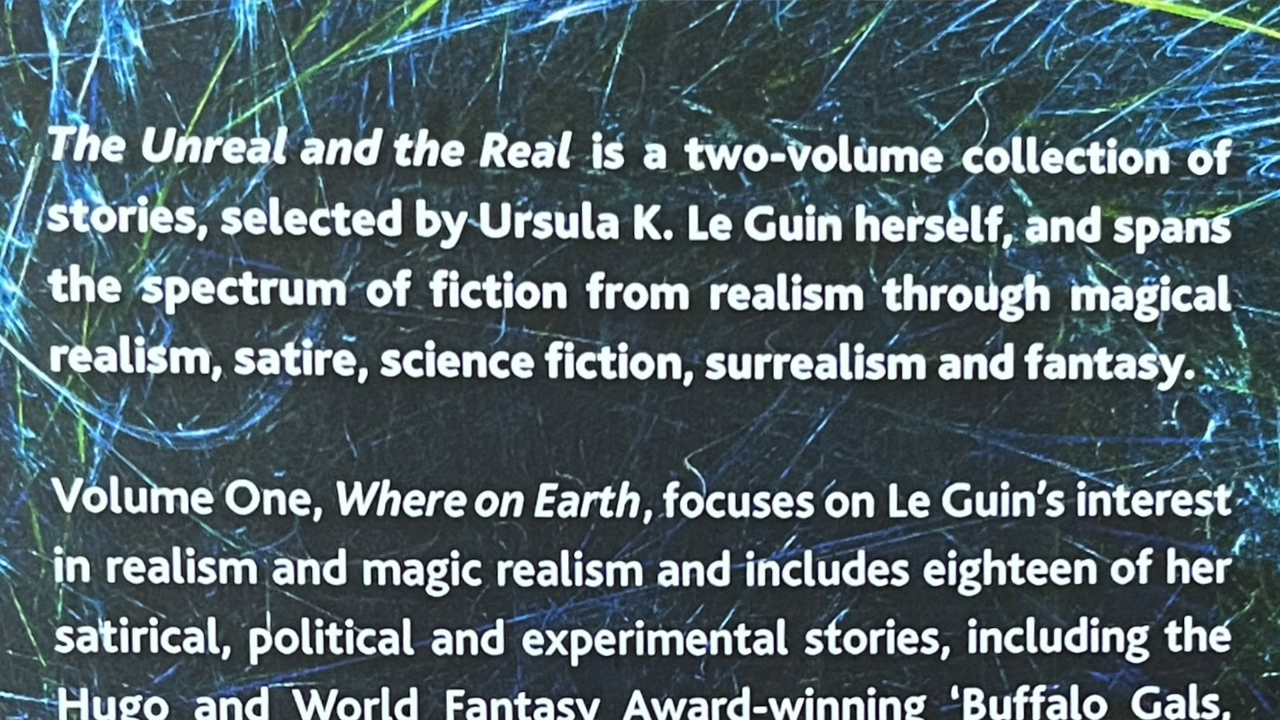 The Unreal and the Real is a two-volume collection of
stories, selected by Ursula K. Le Guin herself, and spans
the spectrum of fiction from realism through magical
realism, satire, science fiction, surrealism and fantasy.
Volume One, Where on Earth, focuses on Le Guin’s interest
in realism and magic realism and includes eighteen of her
satirical, political and experimental stories, including the
Hugo and World Fantasy Award-winning ‘Buffalo Gals,